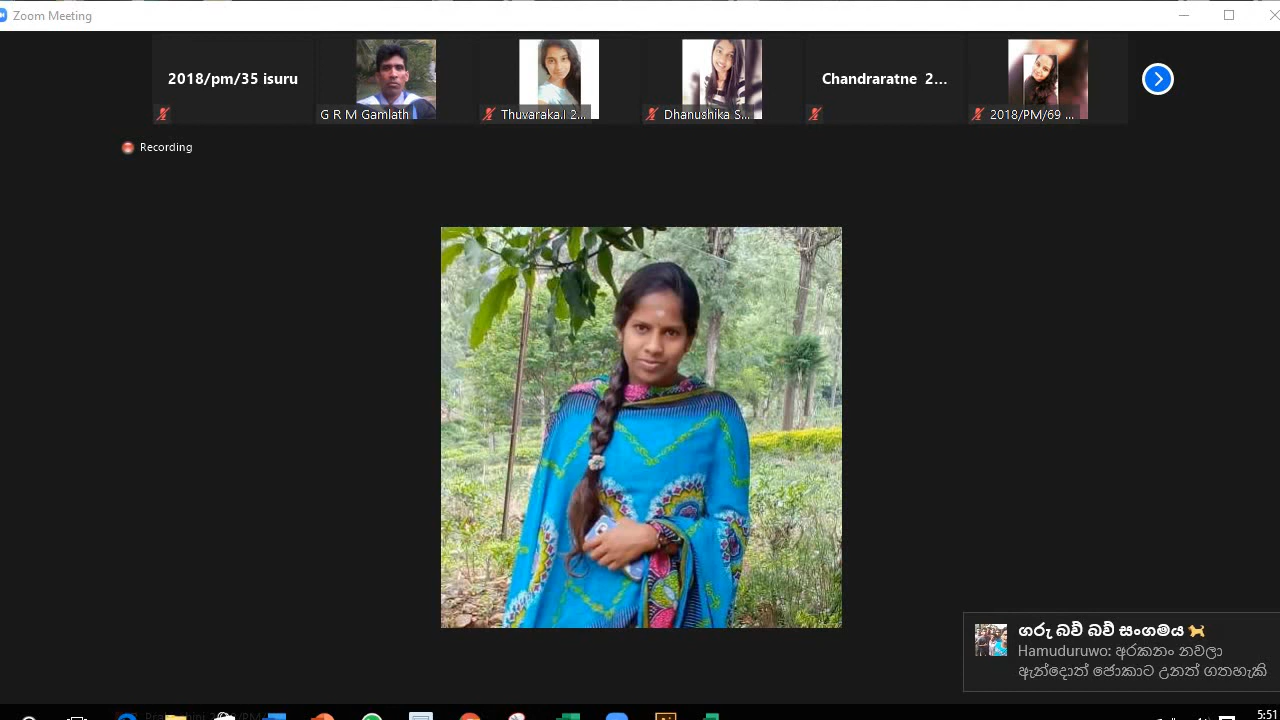 Zoom Meeting
2018/pm/35 isuru
G R M Gamlath
Thuvaraka.I 2...
Dhanushika S...
Chandraratne 2...
2018/PM/69 ...
Recording
ගරු බව් බව් සංගමය 🐕
Hamuduruwo: අරකනං නවලා
ඇන්දොත් ජොකාට උනත් ගතහැකි
5:51